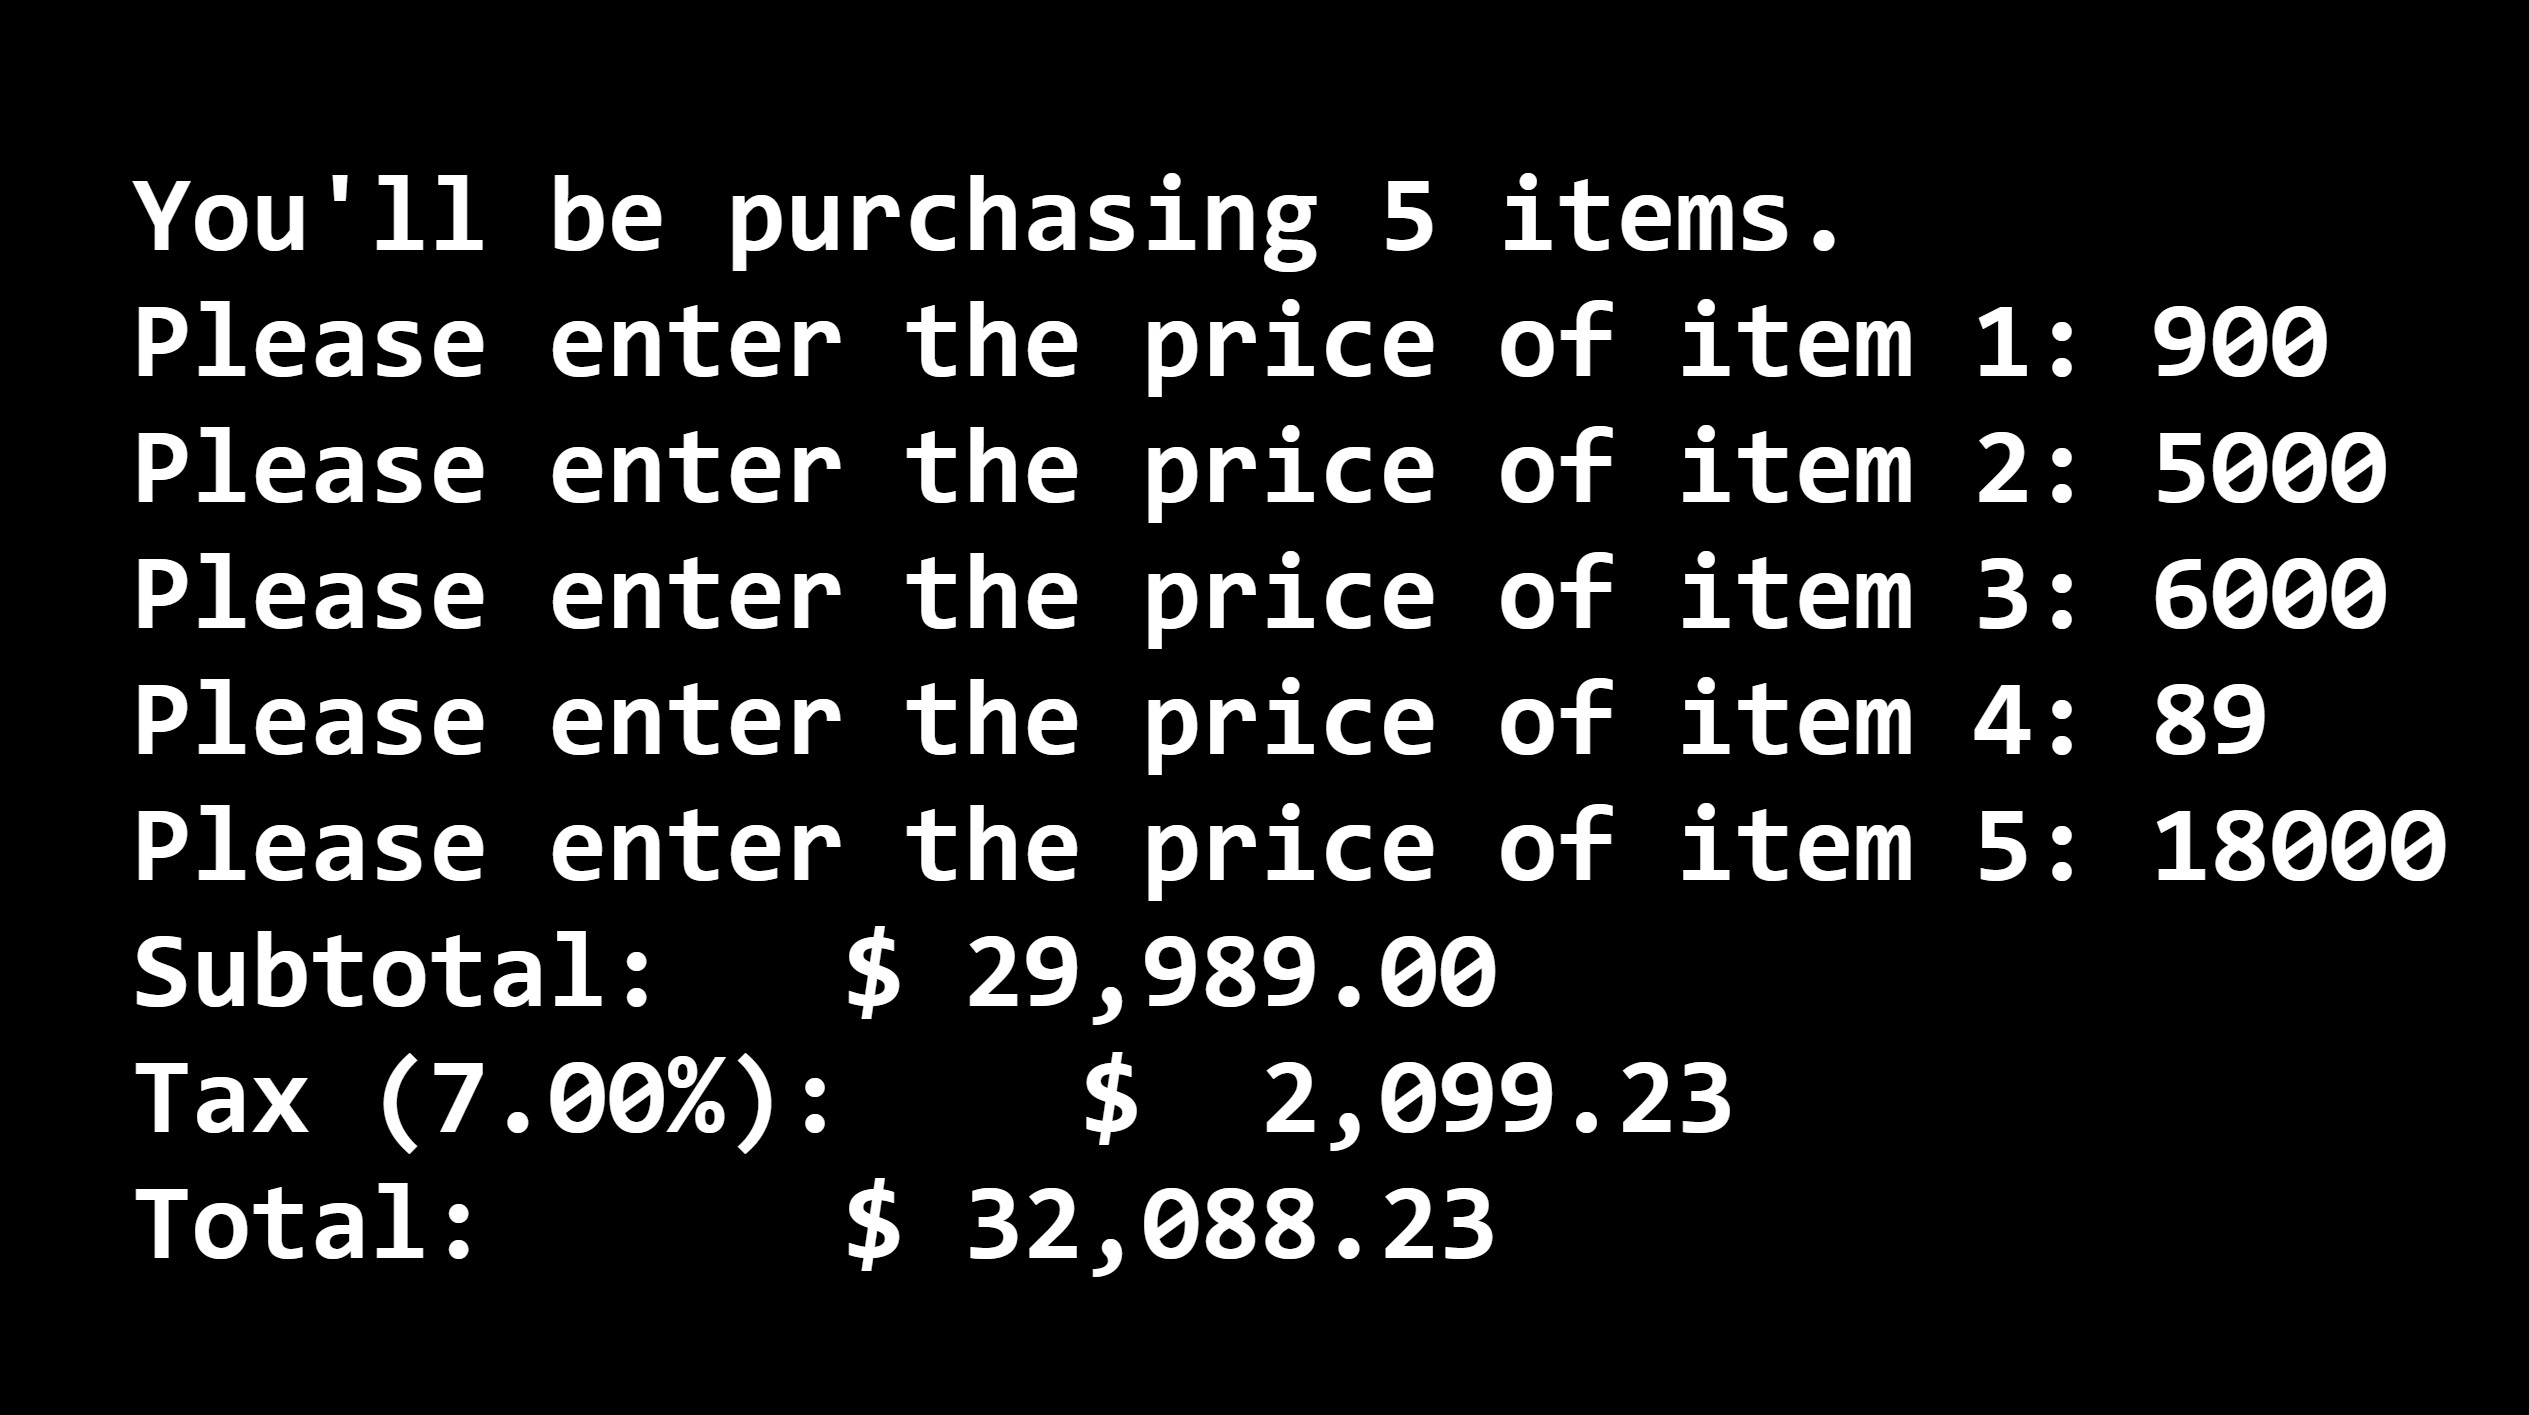 You'll be purchasing 5 items.
Please enter the price of item 1: 900
Please enter the price of item 2: 5000
Please enter the price of item 3: 6000
Please enter the price of item 4: 89
Please enter the price of item 5: 18000
Subtotal:   $ 29,989.00
Tax (7.00%):    $  2,099.23
Total:      $ 32,088.23